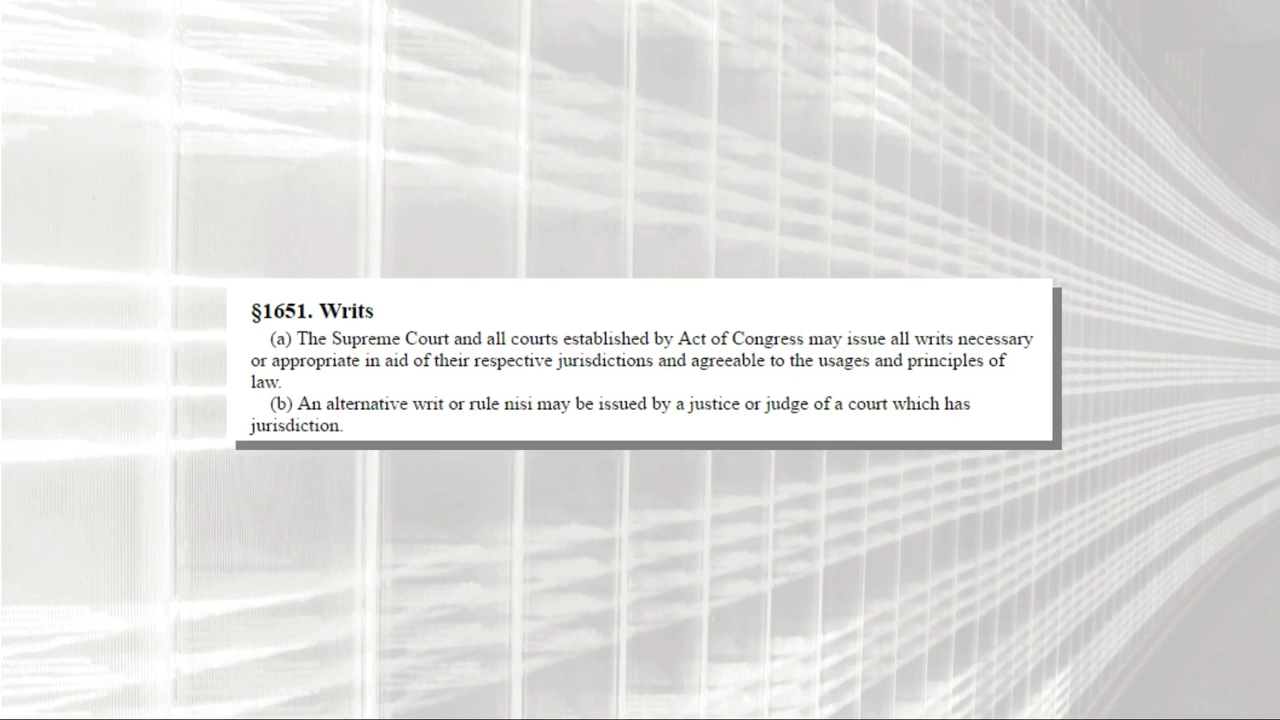 §1651. Writs
(a) The Supreme Court and all courts established by Act of Congress may issue all writs necessary
or appropriate in aid of their respective jurisdictions and agreeable to the usages and principles of
law.
(b) An alternative writ or rule nisi may be issued by a justice or judge of a court which has
jurisdiction.